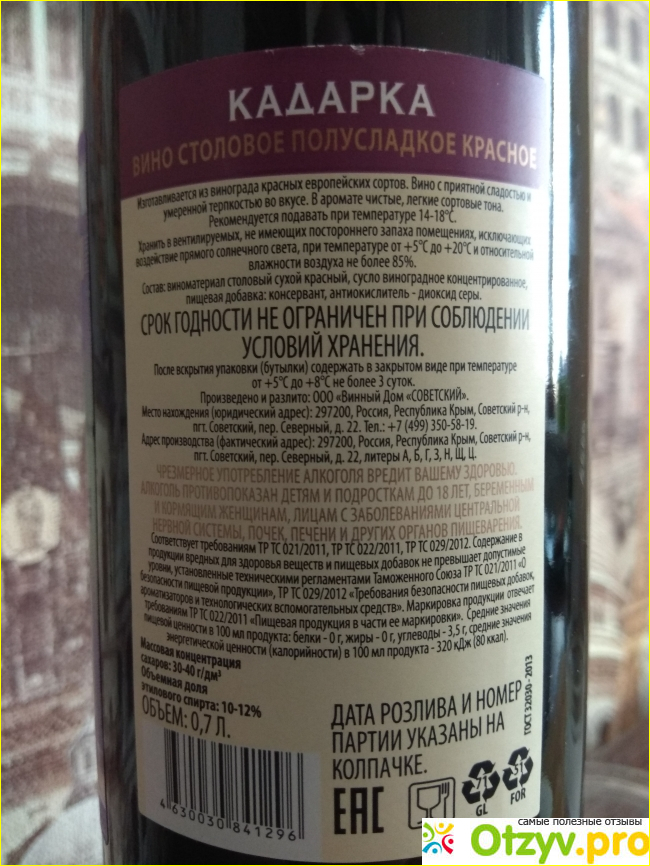 КАДАРКА
ВИНО СТОЛОВОЕ ПОЛУСЛАДКОЕ КРАСНОЕ
Изготавливается из винограда красных европейских сортов. Вино с приятной сладостью и
умеренной терпкостью во вкусе. В аромате чистые, легкие сортовые тона.
Рекомендуется подавать при температуре 14-18°С.
Хранить в вентилируемых, не имеющих постороннего запаха помещениях, исключающих
воздействие прямого солнечного света, при температуре от +5°С до +20°С и относительной
влажности воздуха не более 85%.
Состав: виноматериал столовый сухой красный, сусло виноградное концентрированное,
пищевая добавка: консервант, антиокислитель - диоксид серы.
СРОК ГОДНОСТИ НЕ ОГРАНИЧЕН ПРИ СОБЛЮДЕНИИ
УСЛОВИЙ ХРАНЕНИЯ.
После вскрытия упаковки (бутылки) содержать в закрытом виде при температуре
от +5°С до +8°С не более 3 суток.
Произведено и разлито: ООО «Винный Дом «СОВЕТСКИЙ».
Место нахождения (юридический адрес): 297200, Россия, Республика Крым, Советский р-н,
пгт. Советский, пер. Северный, д. 22. Тел.: +7 (499) 350-58-19.
Адрес производства (фактический адрес): 297200, Россия, Республика Крым, Советский р-н,
пгт. Советский, пер. Северный, д. 22, литеры А, Б, Г, З, Н, Щ, Ц.
ЧРЕЗМЕРНОЕ УПОТРЕБЛЕНИЕ АЛКОГОЛЯ ВРЕДИТ ВАШЕМУ ЗДОРОВЬЮ.
АЛКОГОЛЬ ПРОТИВОПОКАЗАН ДЕТЯМ И ПОДРОСТКАМ ДО 18 ЛЕТ, БЕРЕМЕННЫМ
И КОРМЯЩИМ ЖЕНЩИНАМ, ЛИЦАМ С ЗАБОЛЕВАНИЯМИ ЦЕНТРАЛЬНОЙ
НЕРВНОЙ СИСТЕМЫ, ПОЧЕК, ПЕЧЕНИ И ДРУГИХ ОРГАНОВ ПИЩЕВАРЕНИЯ.
Соответствует требованиям ТР ТС 021/2011, ТР ТС 022/2011, ТР ТС 029/2012. Содержание в
продукции вредных для здоровья веществ и пищевых добавок не превышает допустимые
уровни, установленные техническими регламентами Таможенного Союза ТР ТС 021/2011 «О
безопасности пищевой продукции», ТР ТС 029/2012 «Требования безопасности пищевых добавок,
ароматизаторов и технологических вспомогательных средств». Маркировка продукции отвечает
требованиям ТР ТС 022/2011 «Пищевая продукция в части ее маркировки». Средние значения
пищевой ценности в 100 мл продукта: белки - 0 г, жиры - 0 г, углеводы - 3,5 г, средние значения
энергетической ценности (калорийности) в 100 мл продукта - 320 кДж (80 ккал).
Массовая концентрация
сахаров: 30-40 г/дм³
Объемная доля
этилового спирта: 10-12%
ОБЪЕМ: 0,7 Л.
4 630030 841296
ДАТА РОЗЛИВА И НОМЕР
ПАРТИИ УКАЗАНЫ НА
КОЛПАЧКЕ.
ГОСТ 32030-2013
EAC
71
GL
51
FOR
самые полезные отзывы
Otzyv.pro